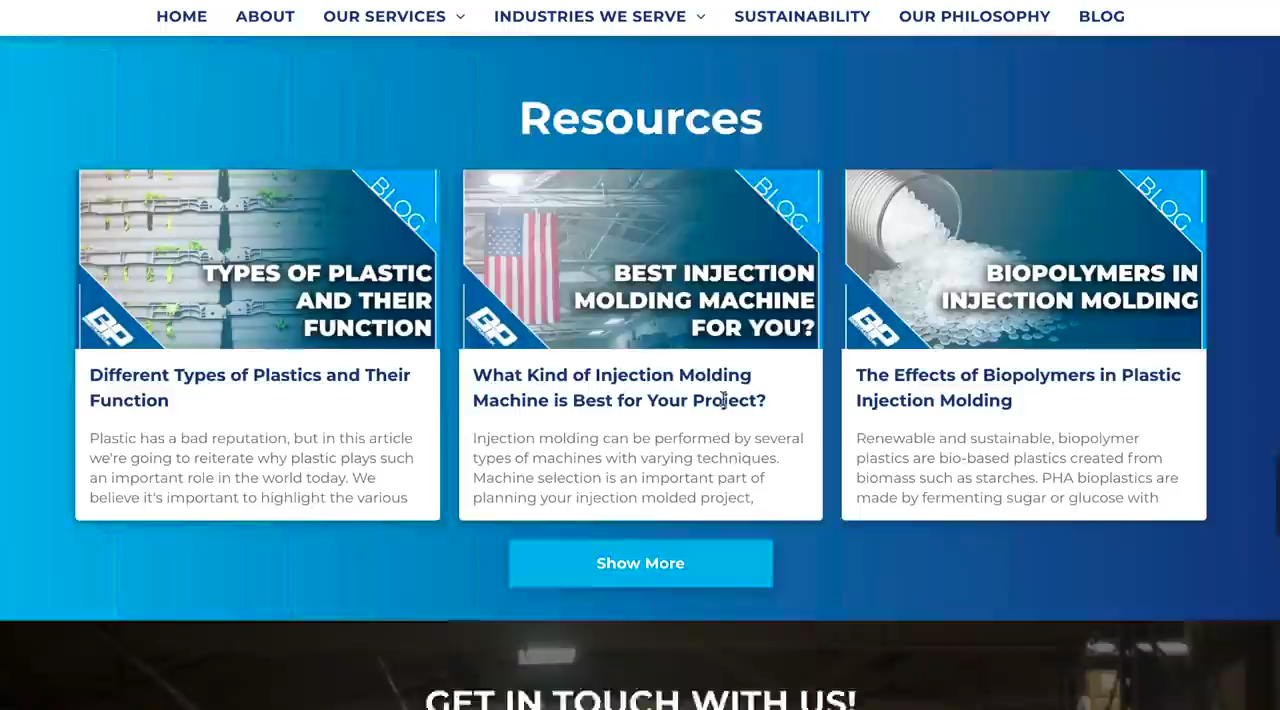 HOME ABOUT OUR SERVICES INDUSTRIES WE SERVE SUSTAINABILITY OUR PHILOSOPHY BLOG
Resources
BLOG
TYPES OF PLASTIC
AND THEIR
FUNCTION
Different Types of Plastics and Their
Function
Plastic has a bad reputation, but in this article
we're going to reiterate why plastic plays such
an important role in the world today. We
believe it's important to highlight the various
BLOG
BEST INJECTION
MOLDING MACHINE
FOR YOU?
What Kind of Injection Molding
Machine is Best for Your Project?
Injection molding can be performed by several
types of machines with varying techniques.
Machine selection is an important part of
planning your injection molded project,
BLOG
BIOPOLYMERS IN
INJECTION MOLDING
The Effects of Biopolymers in Plastic
Injection Molding
Renewable and sustainable, biopolymer
plastics are bio-based plastics created from
biomass such as starches. PHA bioplastics are
made by fermenting sugar or glucose with
Show More
GET IN TOUCH WITH US!